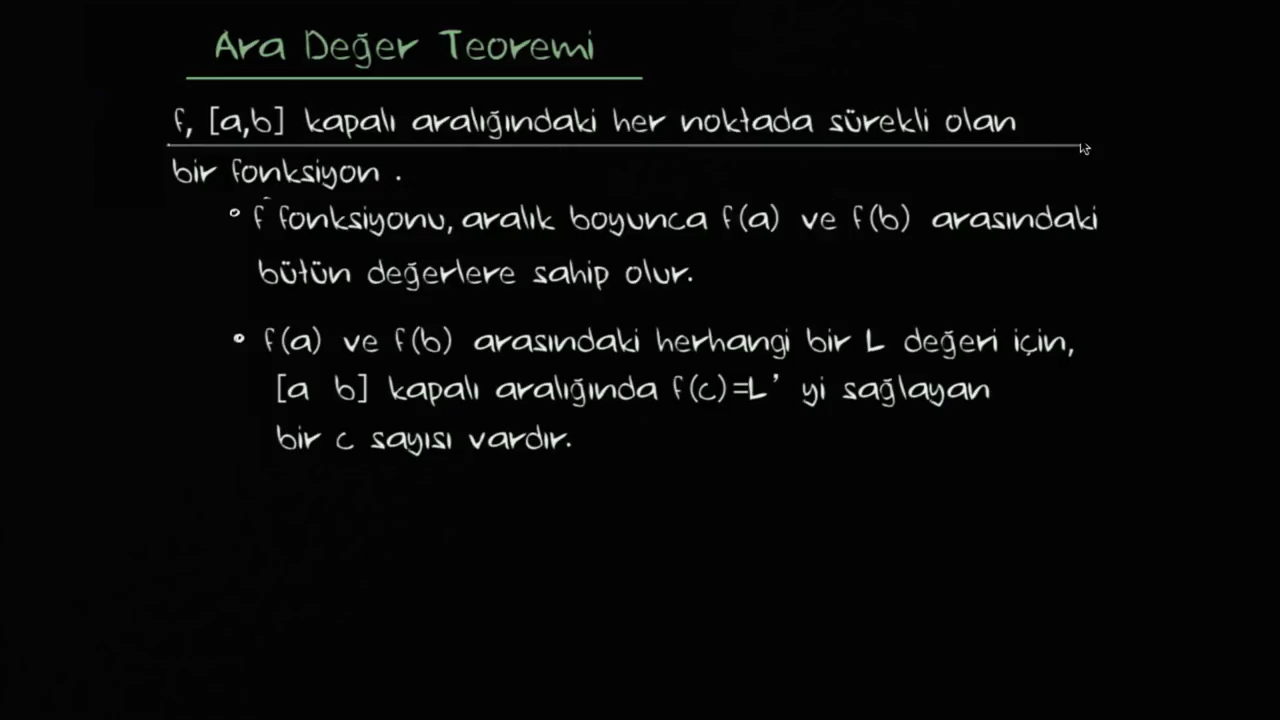 Ara Değer Teoremi
f, [a,b] kapalı aralığındaki her noktada sürekli olan
bir fonksiyon .
• f fonksiyonu, aralık boyunca f(a) ve f(b) arasındaki
bütün değerlere sahip olur.
• f(a) ve f(b) arasındaki herhangi bir L değeri için,
[a b] kapalı aralığında f(c)=L' yi sağlayan
bir c sayısı vardır.